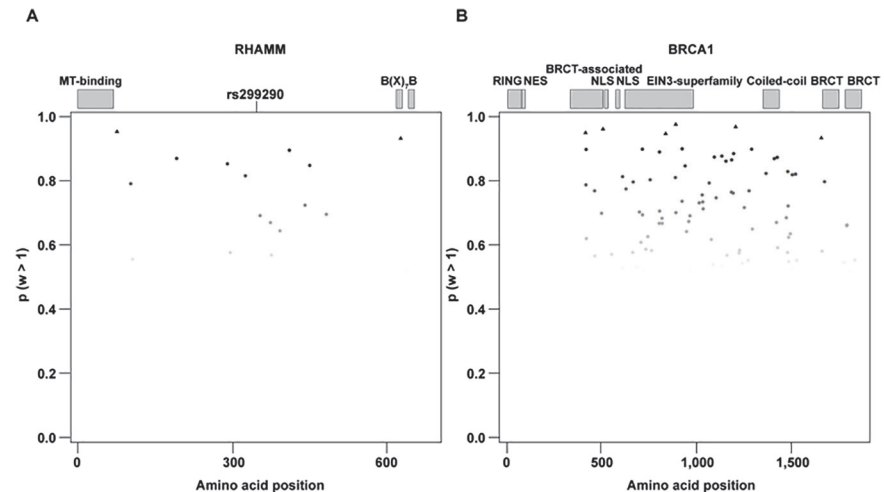 A
RHAMM
MT-binding
rs299290
B(X)₇B
1.0
0.8
0.6
0.4
0.2
0.0
p (w > 1)
0
300
600
Amino acid position
B
BRCA1
BRCT-associated
RING NES NLS NLS EIN3-superfamily Coiled-coil BRCT BRCT
1.0
0.8
0.6
0.4
0.2
0.0
p (w > 1)
0
500
1,000
1,500
Amino acid position